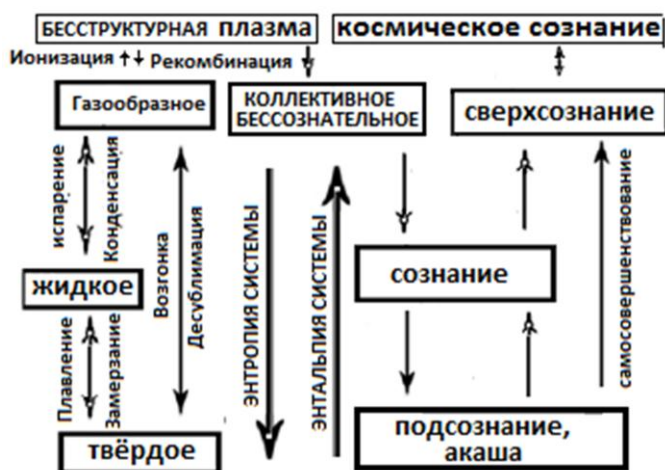 БЕССТРУКТУРНАЯ плазма
космическое сознание
Ионизация Рекомбинация
Газообразное
КОЛЛЕКТИВНОЕ
БЕССОЗНАТЕЛЬНОЕ
сверхсознание
испарение
Конденсация
Возгонка
Десублимация
ЭНТРОПИЯ СИСТЕМЫ
ЭНТАЛЬПИЯ СИСТЕМЫ
самосовершенствование
жидкое
сознание
Плавление
Замерзание
твёрдое
подсознание,
акаша